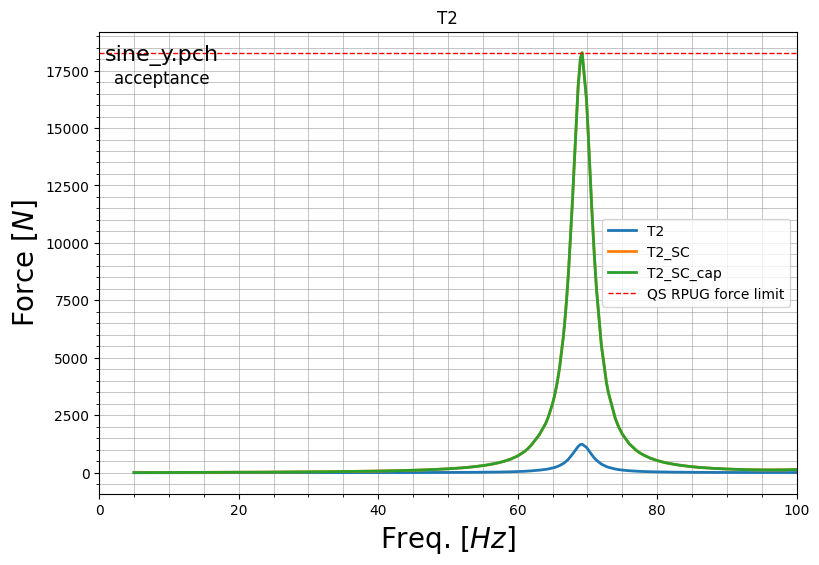 T2
sine_y.pch
acceptance
17500
15000
12500
10000
7500
5000
2500
0
Force [N]
T2
T2_SC
T2_SC_cap
QS RPUG force limit
0 20 40 60 80 100
Freq. [Hz]